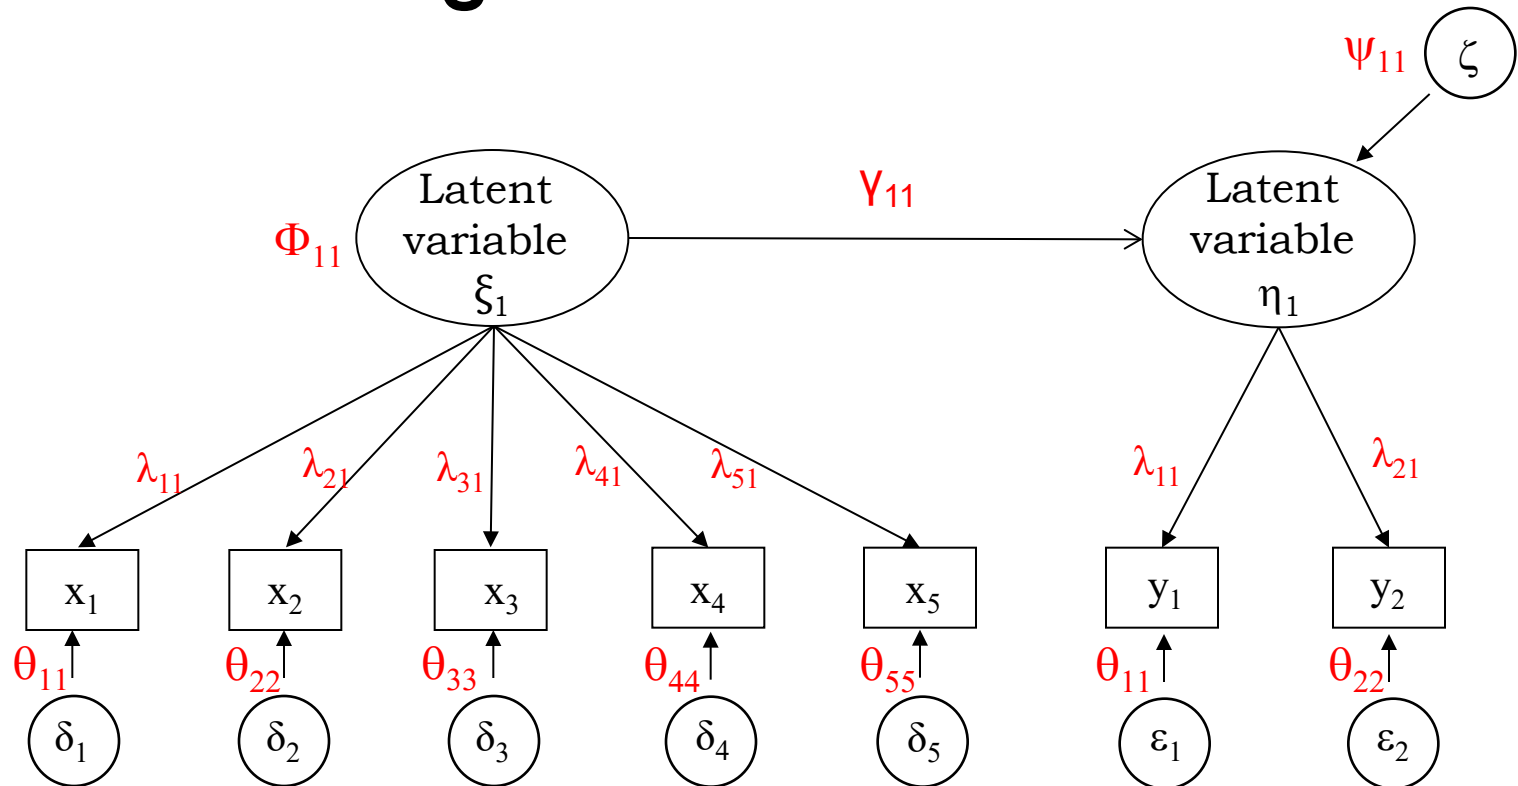 g
ψ11
ζ
Latent
variable
ξ1
Φ11
γ11
Latent
variable
η1
λ11
λ21
λ31
λ41
λ51
λ11
λ21
x1
x2
x3
x4
x5
y1
y2
θ11
θ22
θ33
θ44
θ55
θ11
θ22
δ1
δ2
δ3
δ4
δ5
ε1
ε2